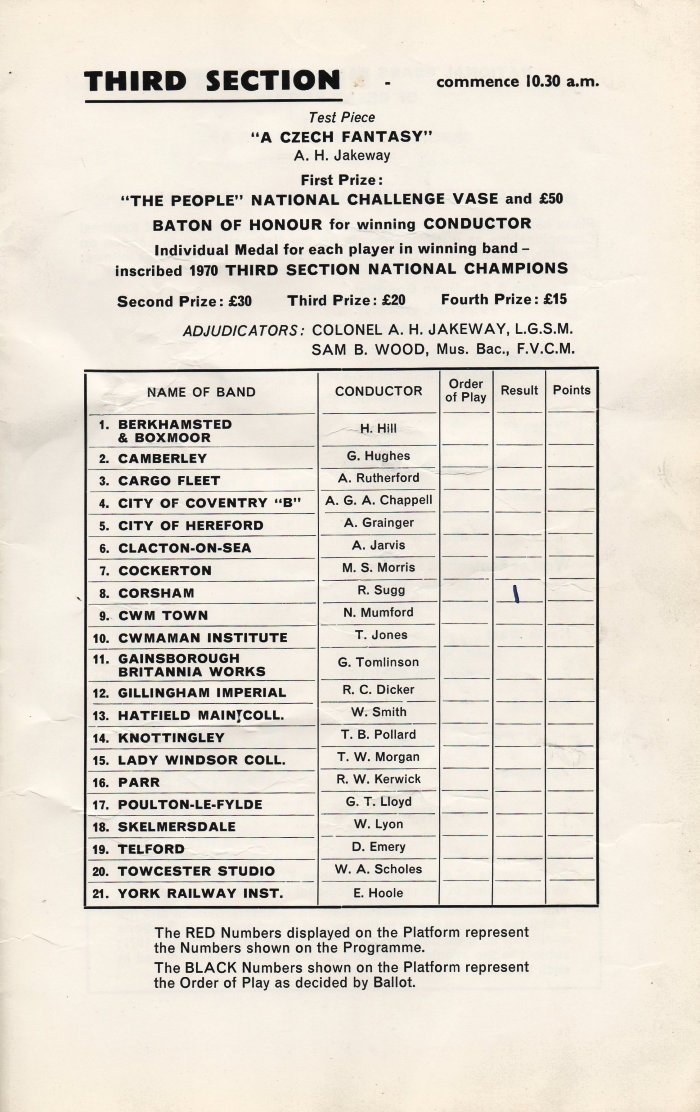 THIRD SECTION - commence 10.30 a.m.
Test Piece
"A CZECH FANTASY"
A. H. Jakeway
First Prize:
"THE PEOPLE" NATIONAL CHALLENGE VASE and £50
BATON OF HONOUR for winning CONDUCTOR
Individual Medal for each player in winning band –
inscribed 1970 THIRD SECTION NATIONAL CHAMPIONS
Second Prize: £30 Third Prize: £20 Fourth Prize: £15
ADJUDICATORS: COLONEL A. H. JAKEWAY, L.G.S.M.
SAM B. WOOD, Mus. Bac., F.V.C.M.
NAME OF BAND CONDUCTOR Order of Play Result Points
1. BERKHAMSTED
& BOXMOOR H. Hill
2. CAMBERLEY G. Hughes
3. CARGO FLEET A. Rutherford
4. CITY OF COVENTRY "B" A. G. A. Chappell
5. CITY OF HEREFORD A. Grainger
6. CLACTON-ON-SEA A. Jarvis
7. COCKERTON M. S. Morris
8. CORSHAM R. Sugg 1
9. CWM TOWN N. Mumford
10. CWMAMAN INSTITUTE T. Jones
11. GAINSBOROUGH
BRITANNIA WORKS G. Tomlinson
12. GILLINGHAM IMPERIAL R. C. Dicker
13. HATFIELD MAIN COLL. W. Smith
14. KNOTTINGLEY T. B. Pollard
15. LADY WINDSOR COLL. T. W. Morgan
16. PARR R. W. Kerwick
17. POULTON-LE-FYLDE G. T. Lloyd
18. SKELMERSDALE W. Lyon
19. TELFORD D. Emery
20. TOWCESTER STUDIO W. A. Scholes
21. YORK RAILWAY INST. E. Hoole
The RED Numbers displayed on the Platform represent
the Numbers shown on the Programme.
The BLACK Numbers shown on the Platform represent
the Order of Play as decided by Ballot.